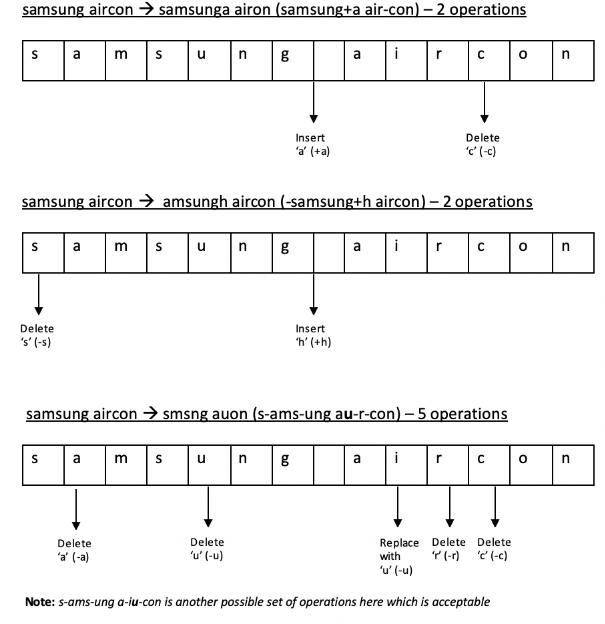 samsung aircon → samsunga airon (samsung+a air-con) – 2 operations
s a m s u n g a i r c o n
Insert Delete
'a' (+a) 'c' (-c)
samsung aircon → amsungh aircon (-samsung+h aircon) – 2 operations
s a m s u n g a i r c o n
Delete Insert
's' (-s) 'h' (+h)
samsung aircon → smsng auon (s-ams-ung au-r-con) – 5 operations
s a m s u n g a i r c o n
Delete Delete Replace Delete Delete
'a' (-a) 'u' (-u) with 'r' (-r) 'c' (-c)
'u' (-u)
Note: s-ams-ung a-iu-con is another possible set of operations here which is acceptable